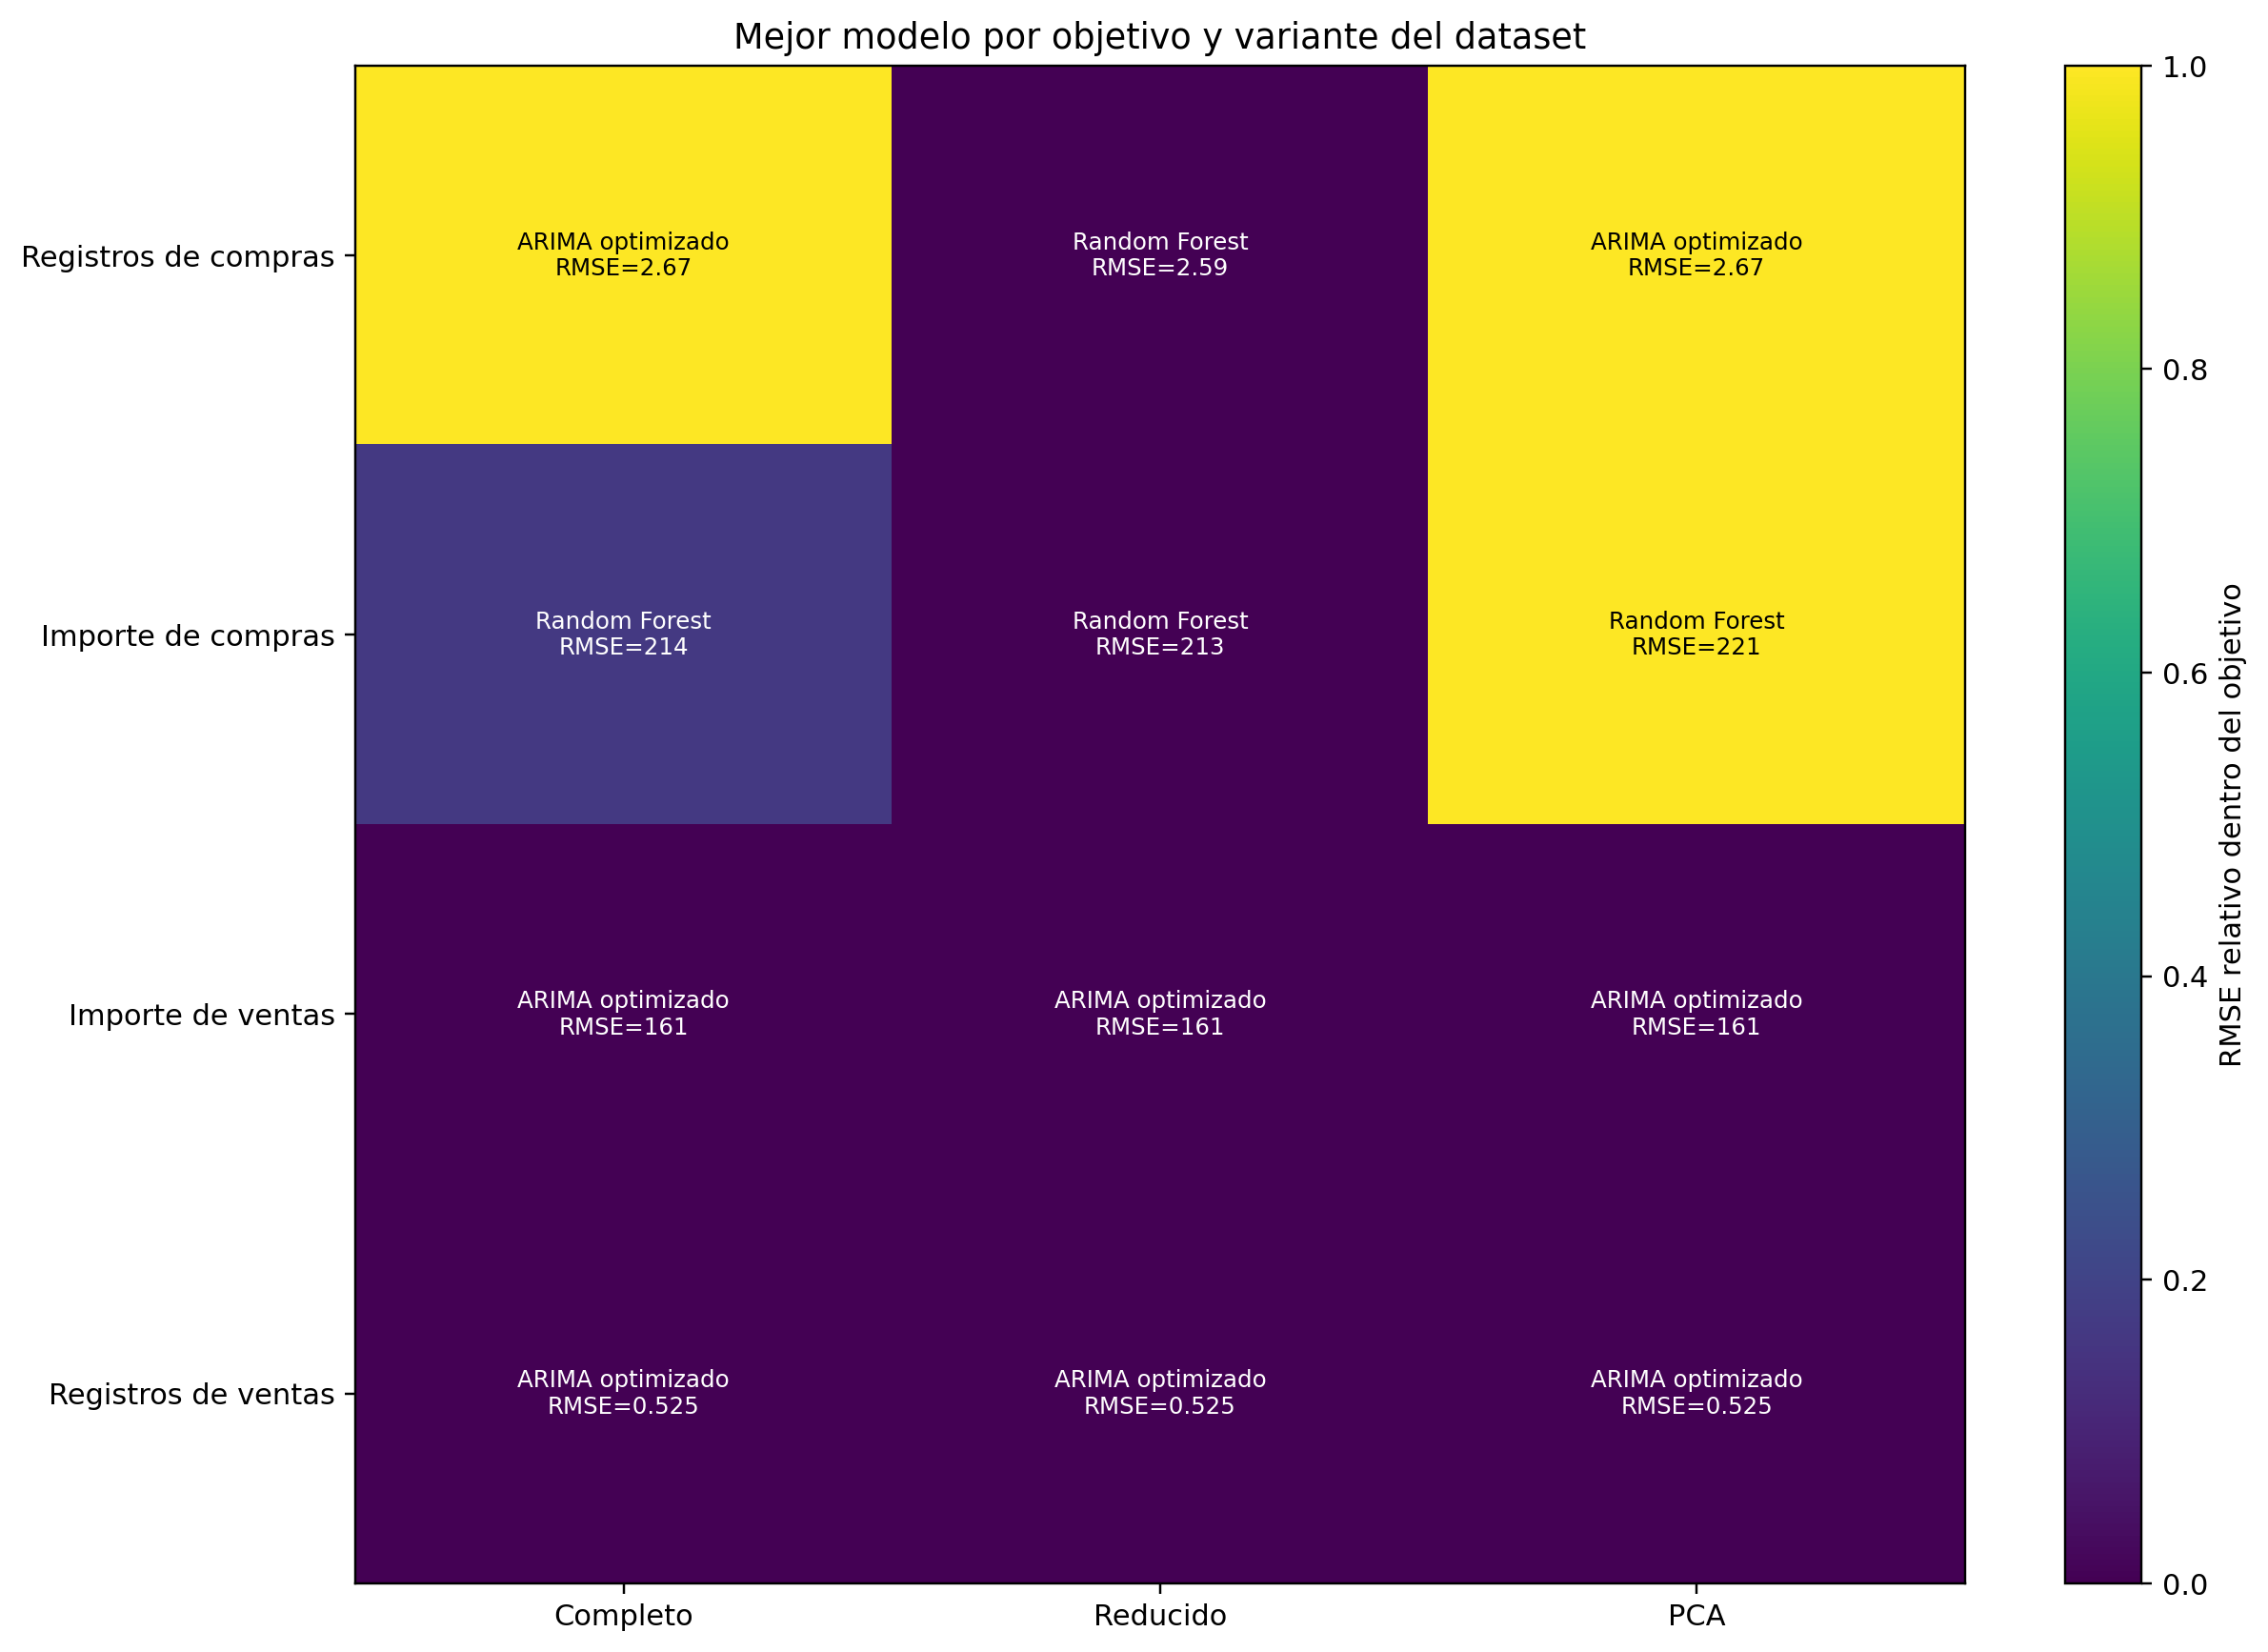 Mejor modelo por objetivo y variante del dataset
Registros de compras
ARIMA optimizado
RMSE=2.67
Random Forest
RMSE=2.59
ARIMA optimizado
RMSE=2.67
Importe de compras
Random Forest
RMSE=214
Random Forest
RMSE=213
Random Forest
RMSE=221
Importe de ventas
ARIMA optimizado
RMSE=161
ARIMA optimizado
RMSE=161
ARIMA optimizado
RMSE=161
Registros de ventas
ARIMA optimizado
RMSE=0.525
ARIMA optimizado
RMSE=0.525
ARIMA optimizado
RMSE=0.525
Completo
Reducido
PCA
1.0
0.8
0.6
0.4
0.2
0.0
RMSE relativo dentro del objetivo